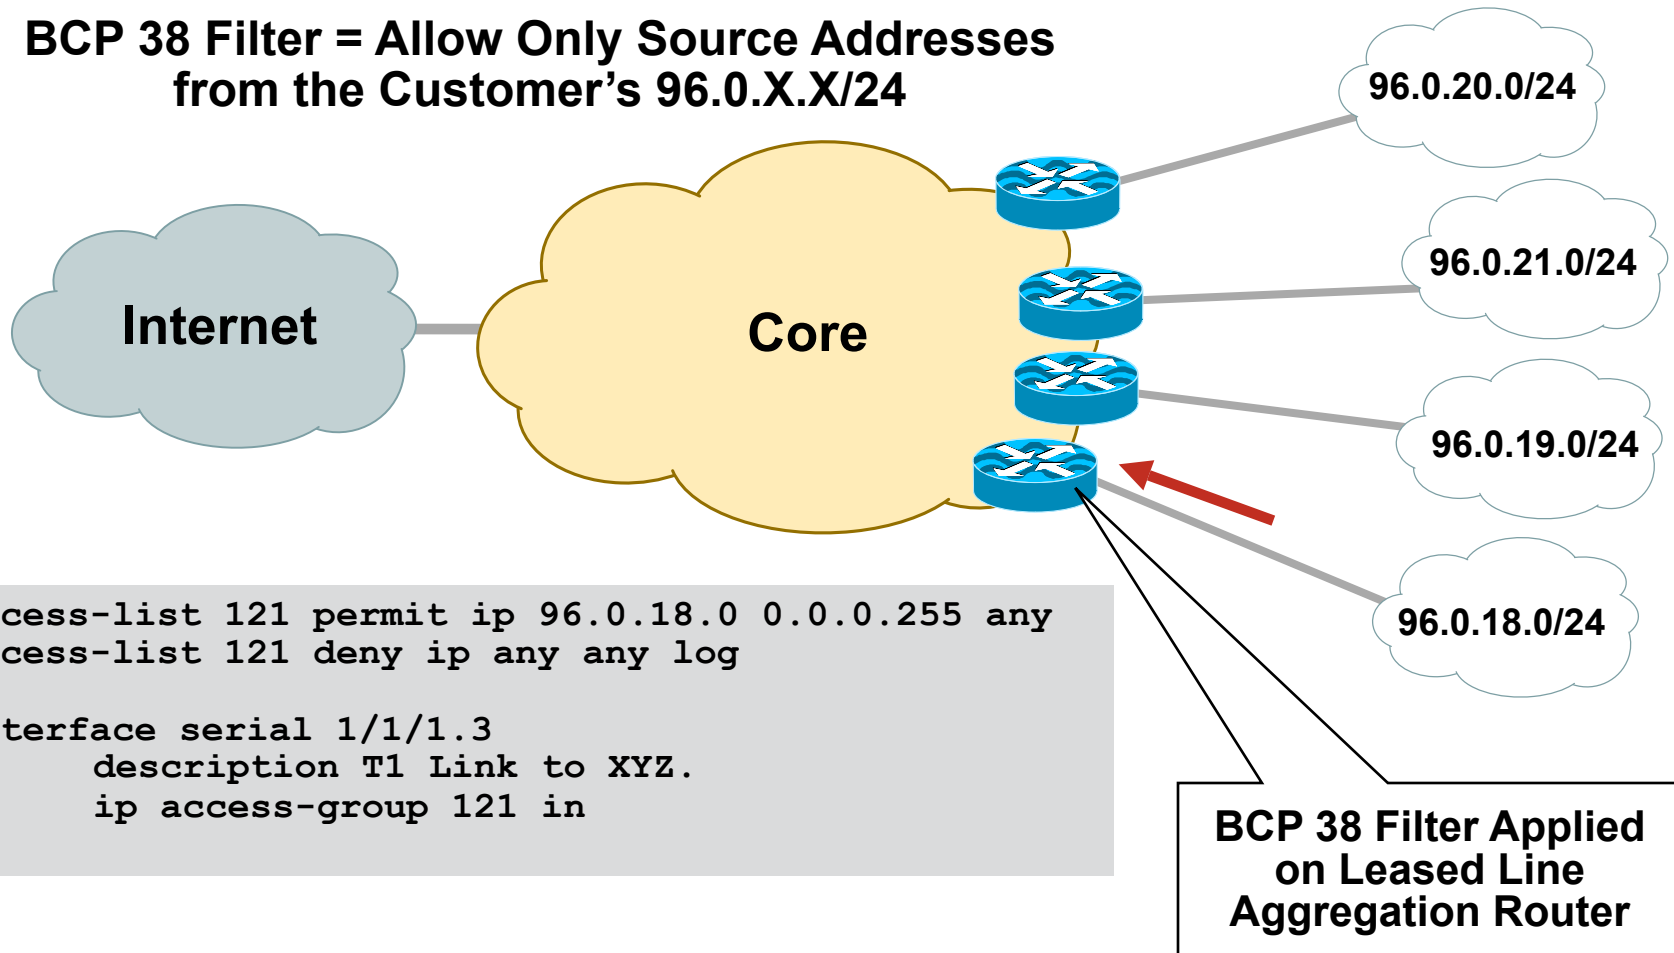 BCP 38 Filter = Allow Only Source Addresses
from the Customer’s 96.0.X.X/24
96.0.20.0/24
96.0.21.0/24
Internet
Core
96.0.19.0/24
96.0.18.0/24
cess-list 121 permit ip 96.0.18.0 0.0.0.255 any
cess-list 121 deny ip any any log
terface serial 1/1/1.3
description T1 Link to XYZ.
ip access-group 121 in
BCP 38 Filter Applied
on Leased Line
Aggregation Router